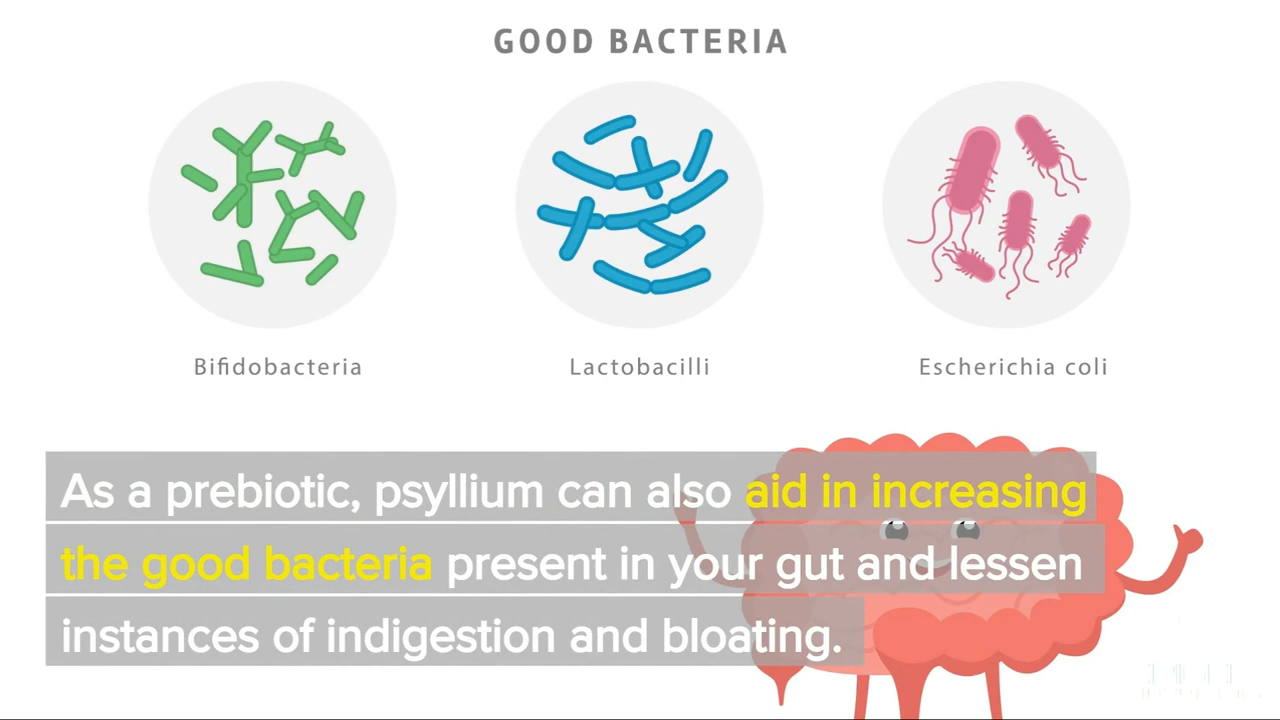 GOOD BACTERIA
Bifidobacteria
Lactobacilli
Escherichia coli
As a prebiotic, psyllium can also aid in increasing
the good bacteria present in your gut and lessen
instances of indigestion and bloating.